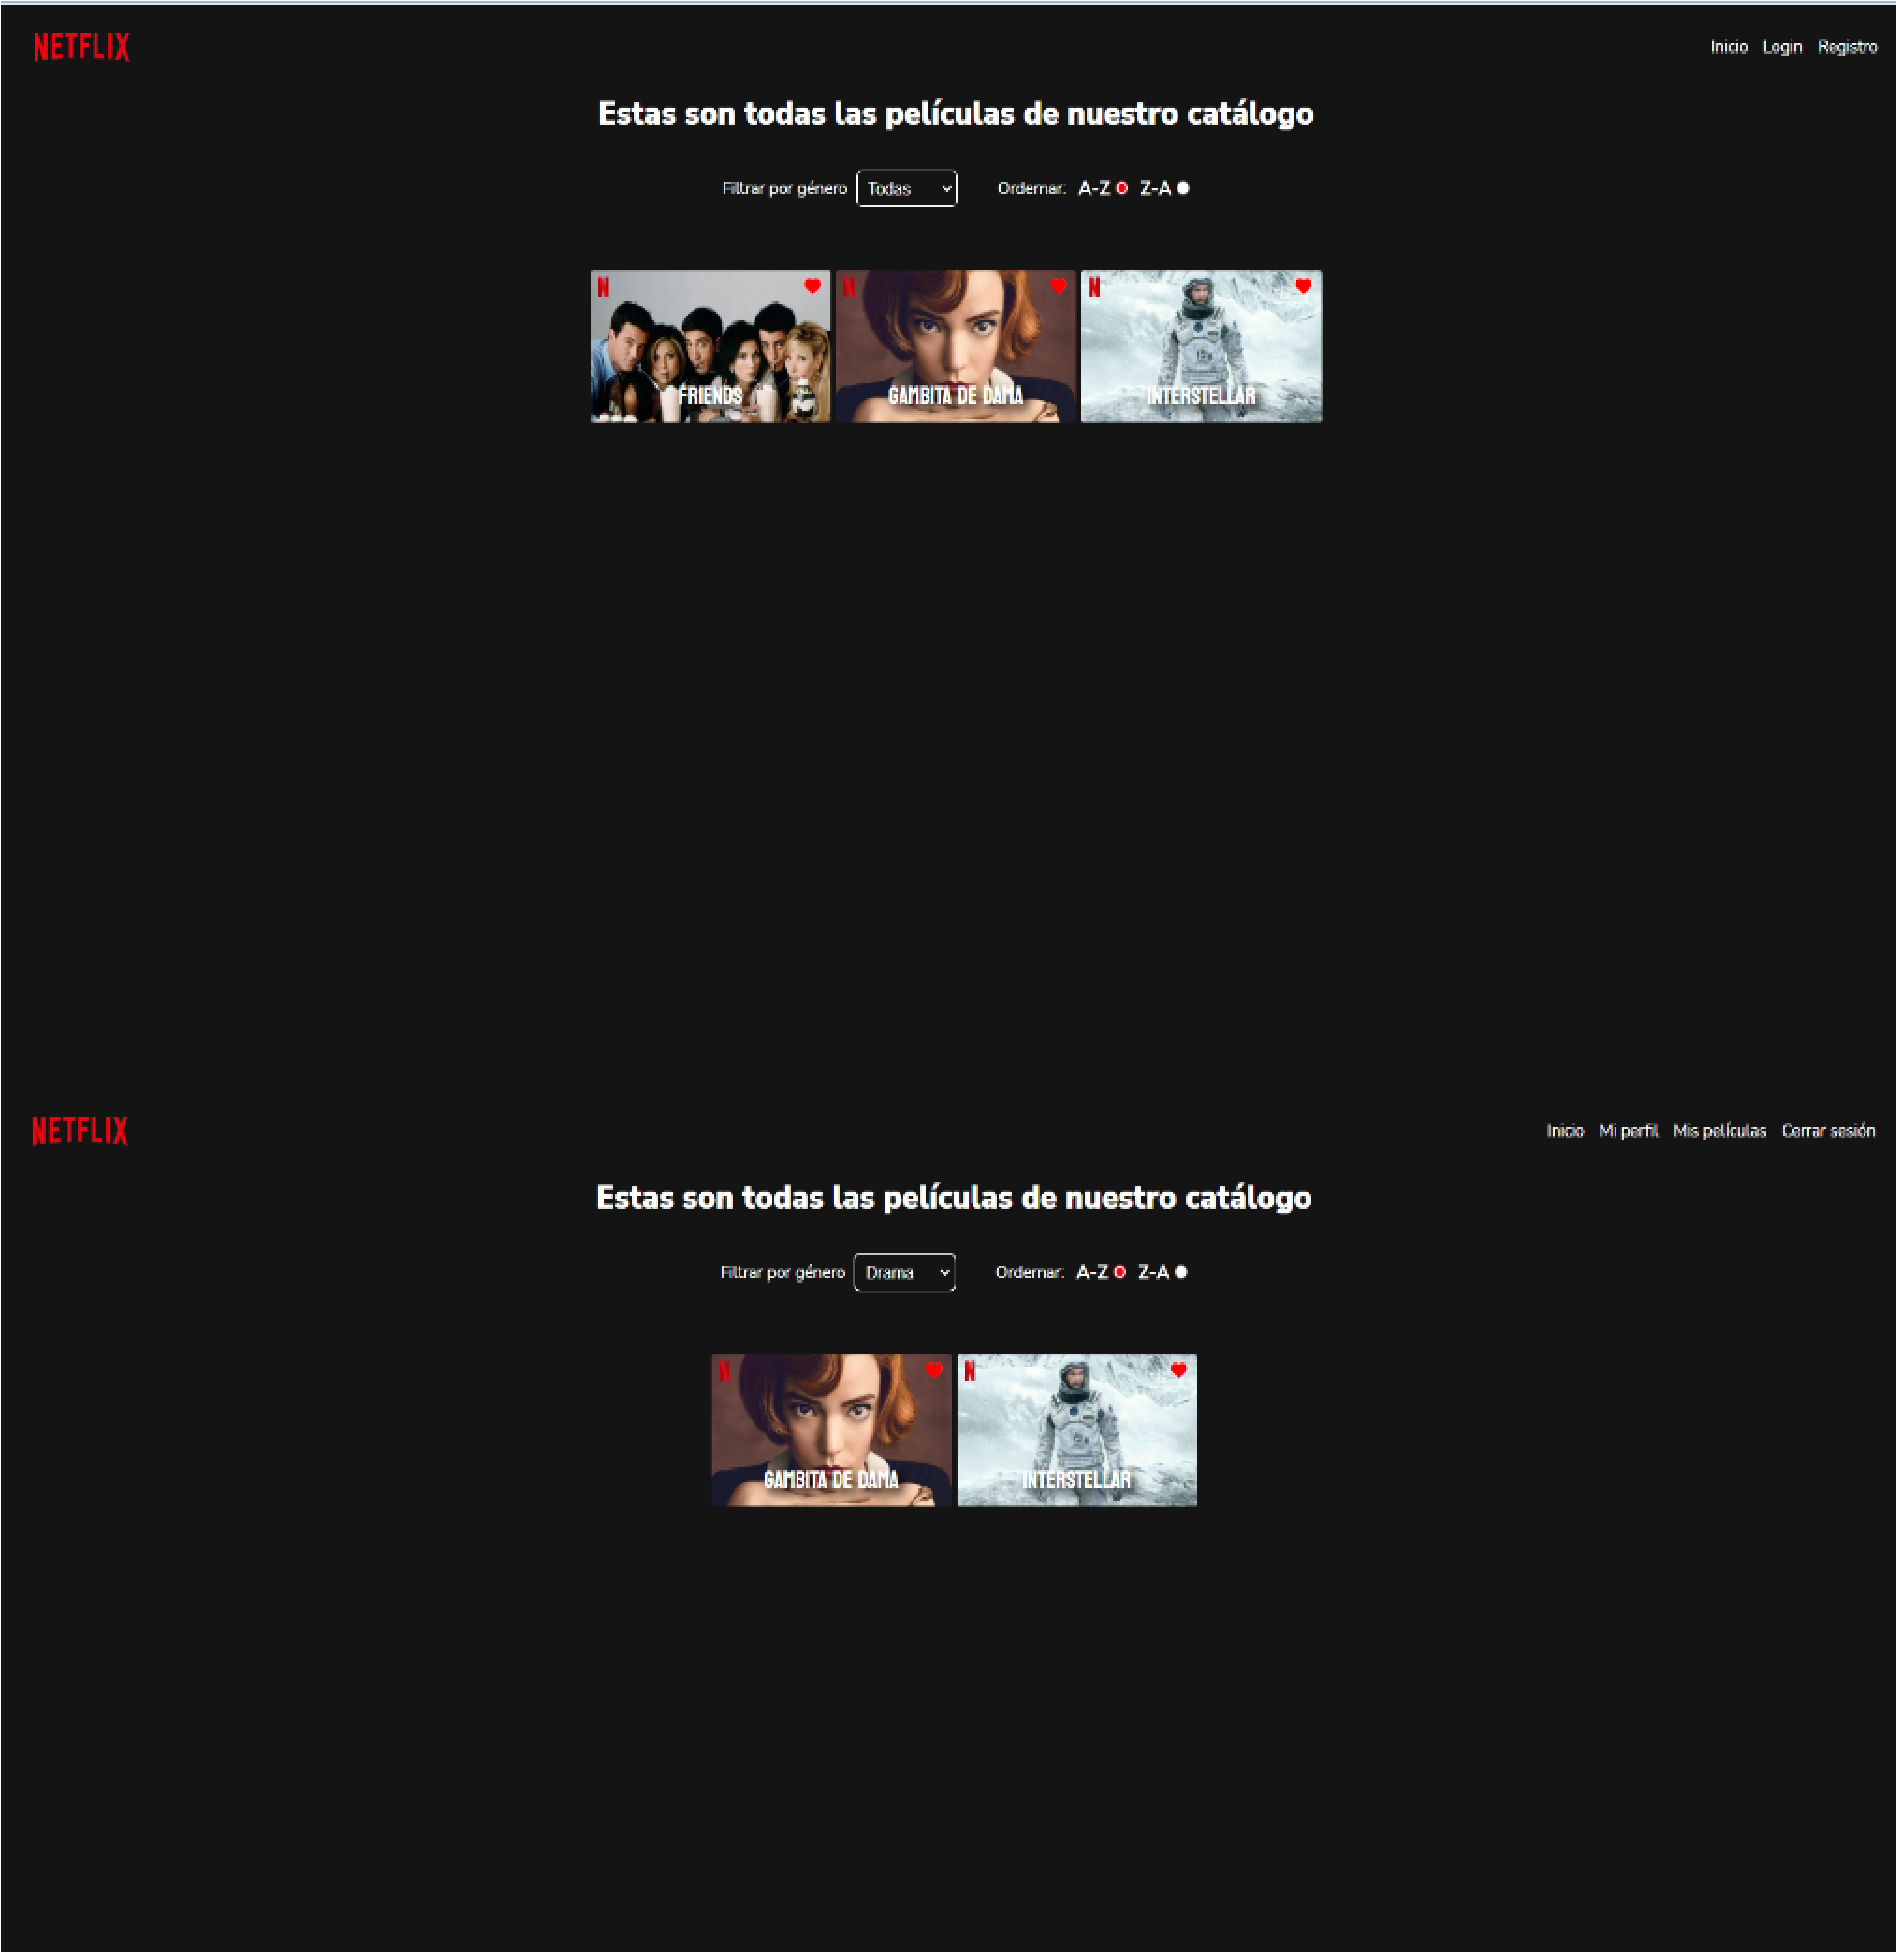 NETFLIX
Inicio Login Registro
Estas son todas las películas de nuestro catálogo
Filtrar por género Todas Ordernar: A-Z Z-A
N N N
FRIENDS GAMBITA DE DAMA INTERSTELLAR
NETFLIX
Inicio Mi perfil Mis películas Cerrar sesión
Estas son todas las películas de nuestro catálogo
Filtrar por género Drama Ordernar: A-Z Z-A
N N
GAMBITA DE DAMA INTERSTELLAR